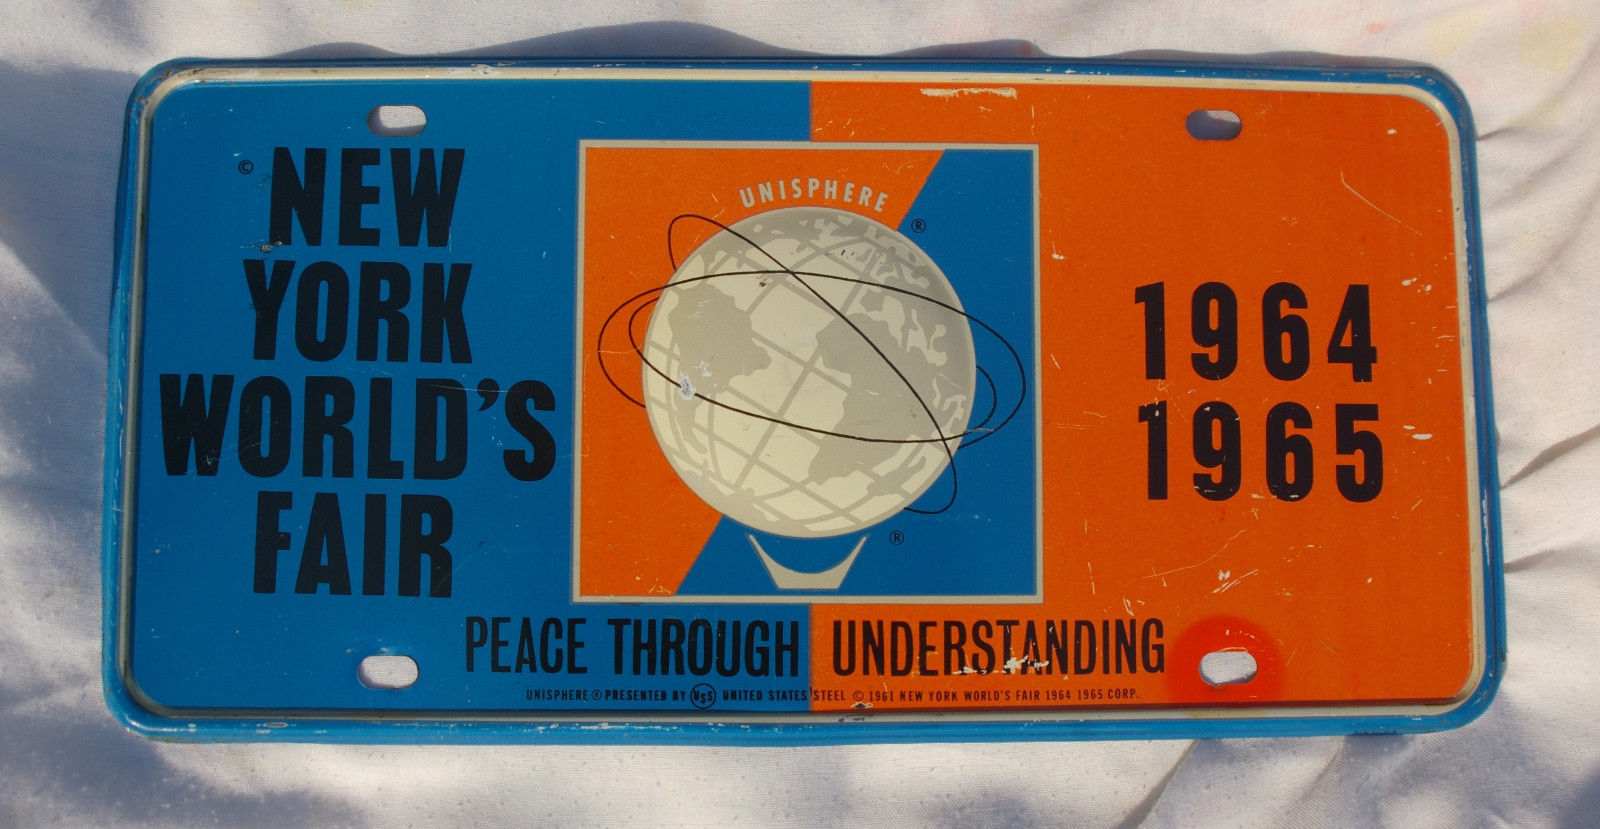 © NEW
YORK
WORLD'S
FAIR
UNISPHERE
®
®
1964
1965
PEACE THROUGH UNDERSTANDING
UNISPHERE ® PRESENTED BY USS UNITED STATES STEEL © 1961 NEW YORK WORLD'S FAIR 1964 1965 CORP.